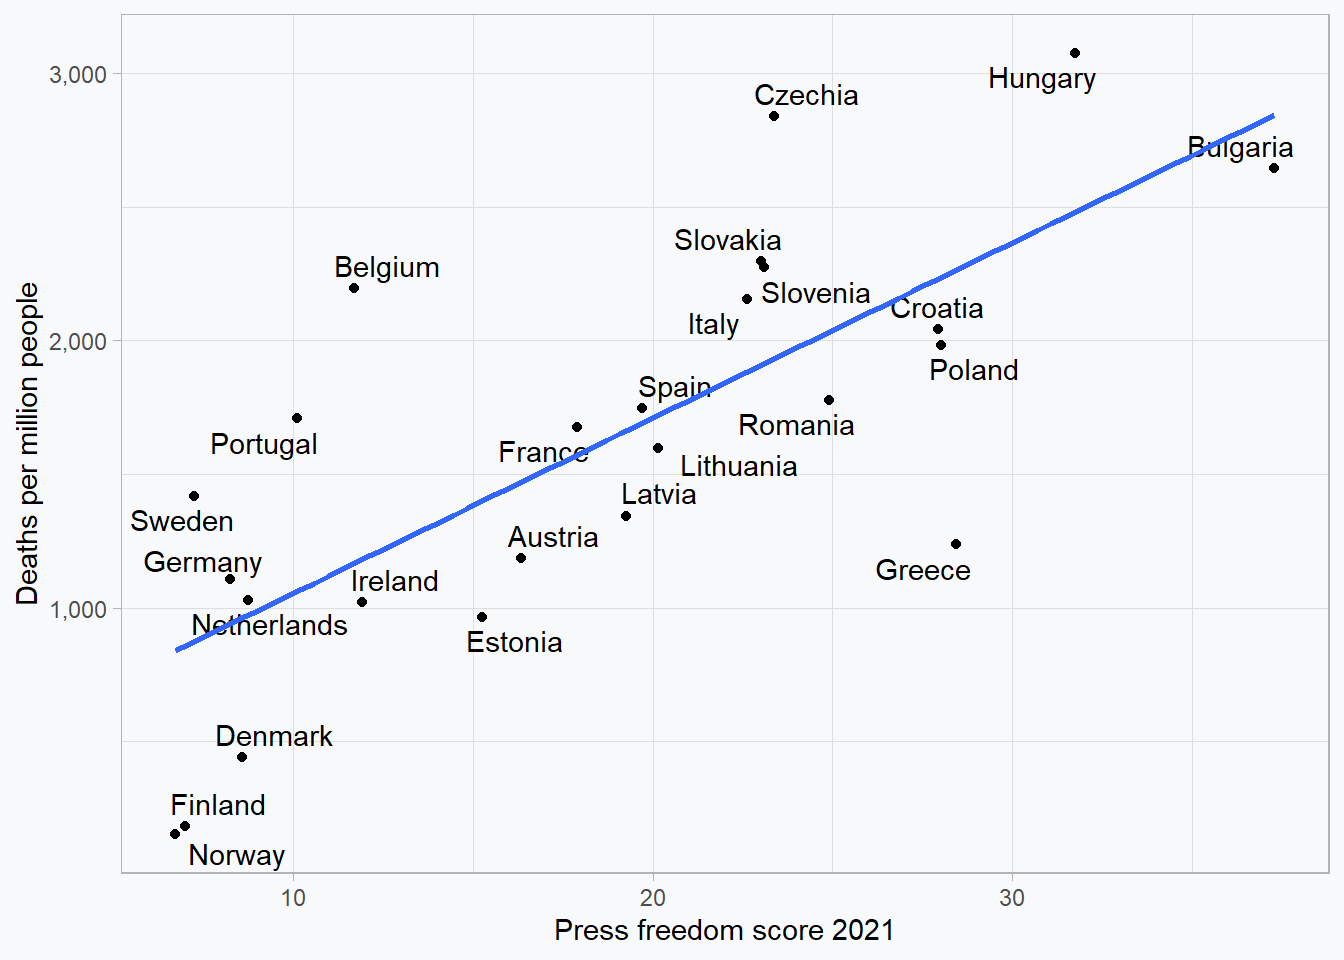 3,000
2,000
1,000
Deaths per million people
Hungary
Czechia
Bulgaria
Slovakia
Belgium
Slovenia
Croatia
Italy
Poland
Spain
Romania
Portugal
France
Lithuania
Latvia
Sweden
Austria
Germany
Greece
Ireland
Netherlands
Estonia
Denmark
Finland
Norway
10
20
30
Press freedom score 2021